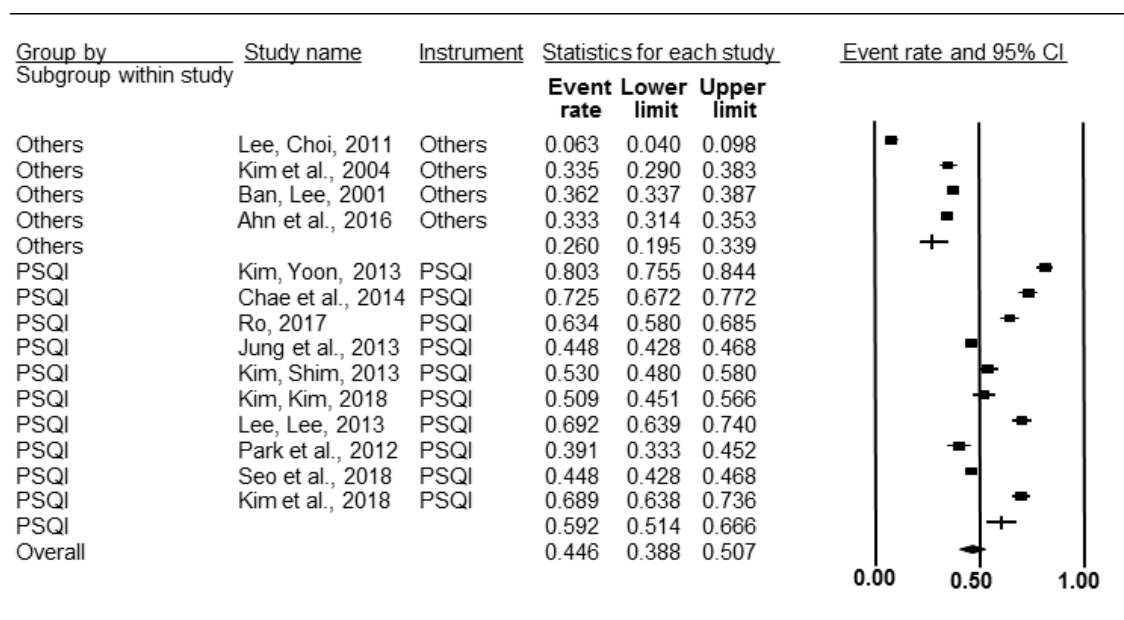 Group by Study name Instrument Statistics for each study Event rate and 95% CI
Subgroup within study
Event Lower Upper
rate limit limit
Others Lee, Choi, 2011 Others 0.063 0.040 0.098
Others Kim et al., 2004 Others 0.335 0.290 0.383
Others Ban, Lee, 2001 Others 0.362 0.337 0.387
Others Ahn et al., 2016 Others 0.333 0.314 0.353
Others 0.260 0.195 0.339
PSQI Kim, Yoon, 2013 PSQI 0.803 0.755 0.844
PSQI Chae et al., 2014 PSQI 0.725 0.672 0.772
PSQI Ro, 2017 PSQI 0.634 0.580 0.685
PSQI Jung et al., 2013 PSQI 0.448 0.428 0.468
PSQI Kim, Shim, 2013 PSQI 0.530 0.480 0.580
PSQI Kim, Kim, 2018 PSQI 0.509 0.451 0.566
PSQI Lee, Lee, 2013 PSQI 0.692 0.639 0.740
PSQI Park et al., 2012 PSQI 0.391 0.333 0.452
PSQI Seo et al., 2018 PSQI 0.448 0.428 0.468
PSQI Kim et al., 2018 PSQI 0.689 0.638 0.736
PSQI 0.592 0.514 0.666
Overall 0.446 0.388 0.507
0.00 0.50 1.00